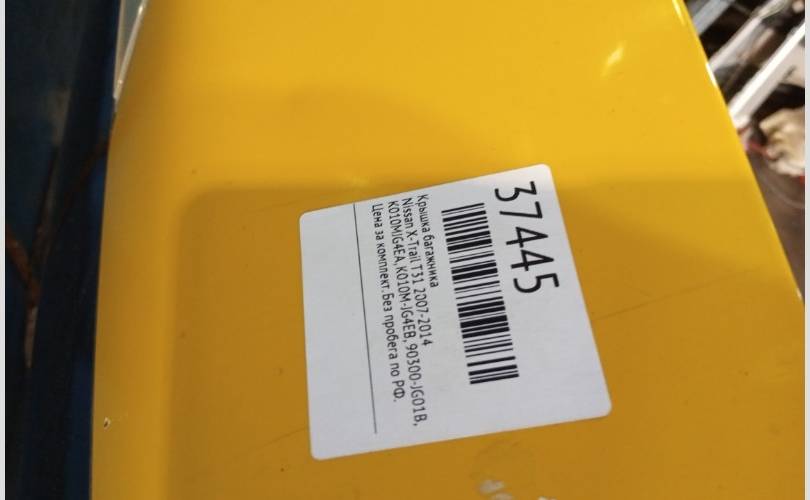 37445
Крышка багажника
Nissan X-Trail T31 2007-2014
K010MJG4EA, K010M-JG4EB, 90300-JG01B,
Цена за комплект. Без пробега по РФ.